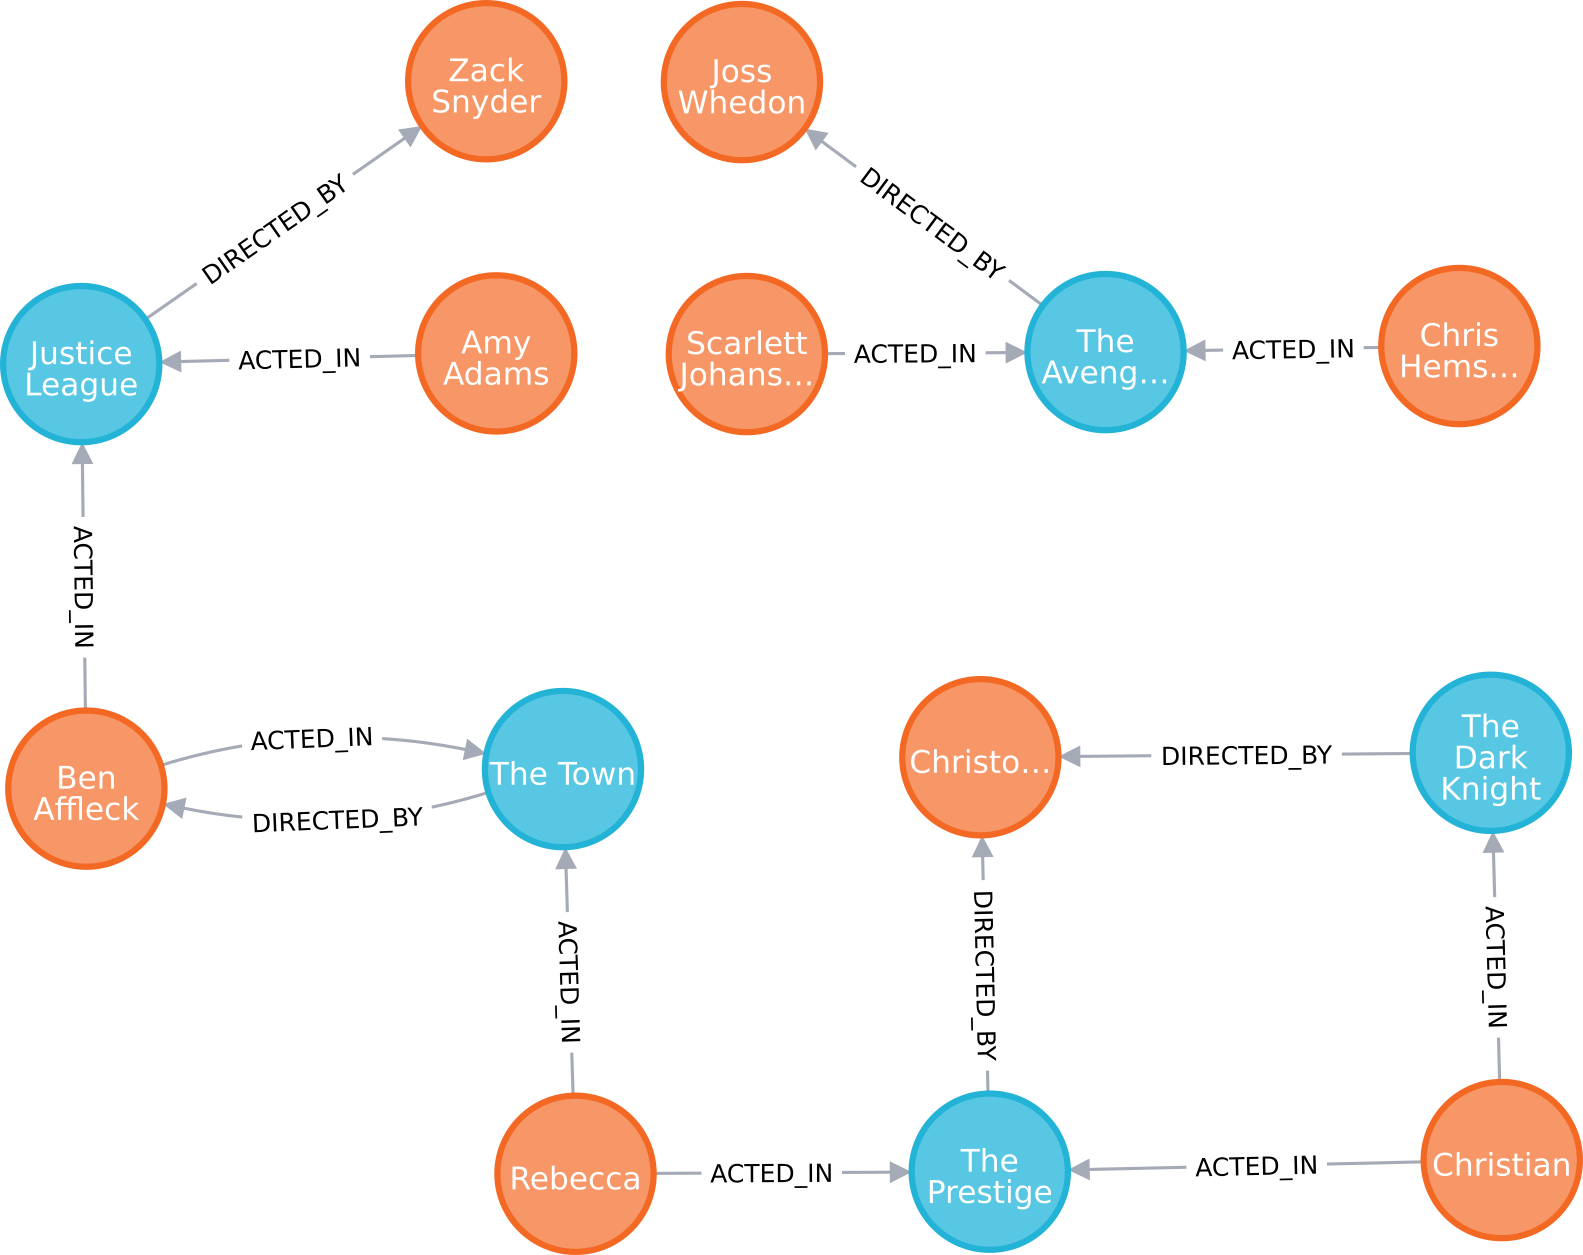 Zack
Snyder
Joss
Whedon
DIRECTED_BY
DIRECTED_BY
Justice
League
ACTED_IN
Amy
Adams
Scarlett
Johans...
ACTED_IN
The
Aveng...
ACTED_IN
Chris
Hems...
ACTED_IN
Ben
Affleck
ACTED_IN
DIRECTED_BY
The Town
Christo...
DIRECTED_BY
The
Dark
Knight
ACTED_IN
DIRECTED_BY
ACTED_IN
Rebecca
ACTED_IN
The
Prestige
ACTED_IN
Christian